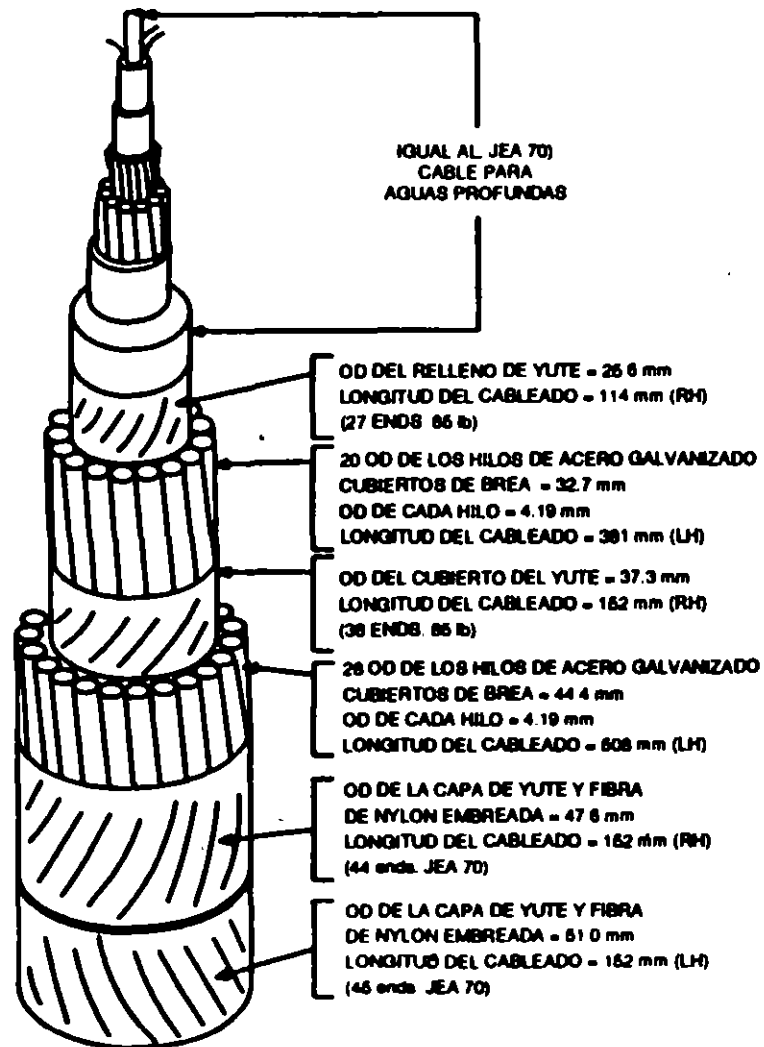 IGUAL AL JEA 70)
CABLE PARA
AGUAS PROFUNDAS
OD DEL RELLENO DE YUTE = 25 6 mm
LONGITUD DEL CABLEADO = 114 mm (RH)
(27 ENDS 65 lb)
20 OD DE LOS HILOS DE ACERO GALVANIZADO
CUBIERTOS DE BREA = 32.7 mm
OD DE CADA HILO = 4.19 mm
LONGITUD DEL CABLEADO = 381 mm (LH)
OD DEL CUBIERTO DEL YUTE = 37.3 mm
LONGITUD DEL CABLEADO = 152 mm (RH)
(38 ENDS. 65 lb)
28 OD DE LOS HILOS DE ACERO GALVANIZADO
CUBIERTOS DE BREA = 44 4 mm
OD DE CADA HILO = 4.19 mm
LONGITUD DEL CABLEADO = 508 mm (LH)
OD DE LA CAPA DE YUTE Y FIBRA
DE NYLON EMBREADA = 47 6 mm
LONGITUD DEL CABLEADO = 152 mm (RH)
(44 ends. JEA 70)
OD DE LA CAPA DE YUTE Y FIBRA
DE NYLON EMBREADA = 51 0 mm
LONGITUD DEL CABLEADO = 152 mm (LH)
ends JEA 70)